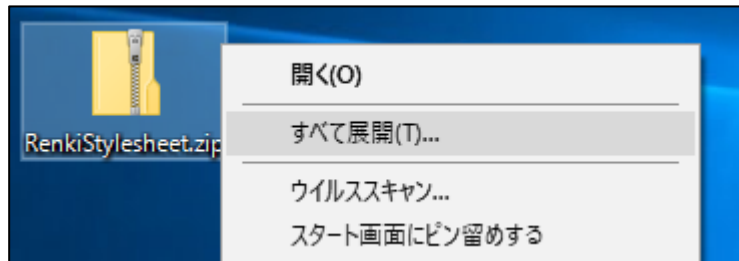 RenkiStylesheet.zip
開く(O)
すべて展開(T)...
ウイルススキャン...
スタート画面にピン留めする